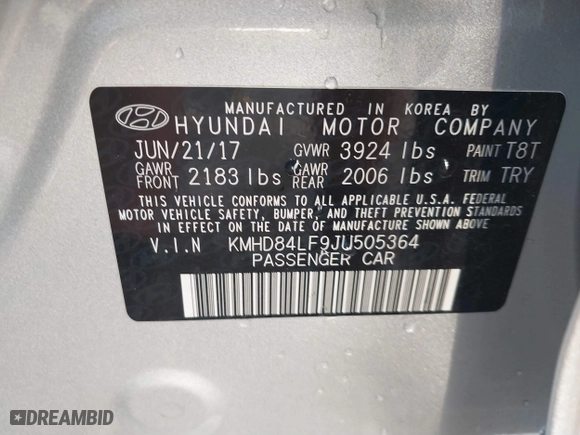 MANUFACTURED IN KOREA BY
HYUNDAI MOTOR COMPANY
JUN/21/17 GVWR 3924 lbs PAINT T8T
GAWR FRONT 2183 lbs GAWR REAR 2006 lbs TRIM TRY
THIS VEHICLE CONFORMS TO ALL APPLICABLE U.S.A. FEDERAL
MOTOR VEHICLE SAFETY, BUMPER, AND THEFT PREVENTION STANDARDS
IN EFFECT ON THE DATE OF MANUFACTURE SHOWN ABOVE
V.I.N KMHD84LF9JU505364
PASSENGER CAR
DREAMBID